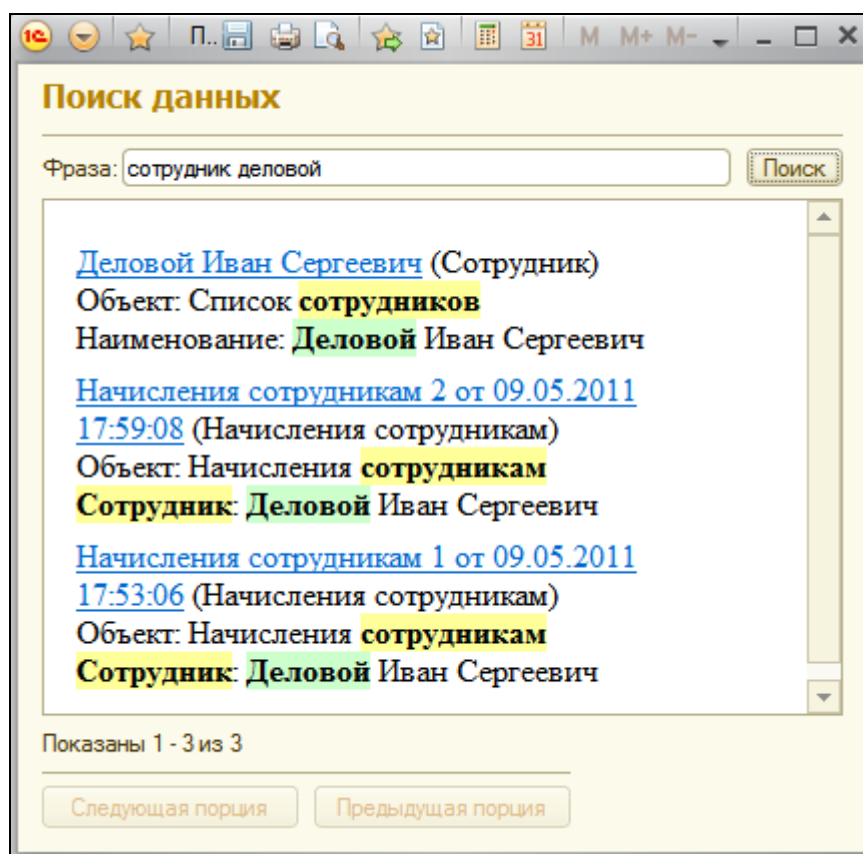 1С П.. 31 M M+ M-
Поиск данных
Фраза: сотрудник деловой Поиск
Деловой Иван Сергеевич (Сотрудник)
Объект: Список сотрудников
Наименование: Деловой Иван Сергеевич
Начисления сотрудникам 2 от 09.05.2011
17:59:08 (Начисления сотрудникам)
Объект: Начисления сотрудникам
Сотрудник: Деловой Иван Сергеевич
Начисления сотрудникам 1 от 09.05.2011
17:53:06 (Начисления сотрудникам)
Объект: Начисления сотрудникам
Сотрудник: Деловой Иван Сергеевич
Показаны 1 - 3 из 3
Следующая порция Предыдущая порция